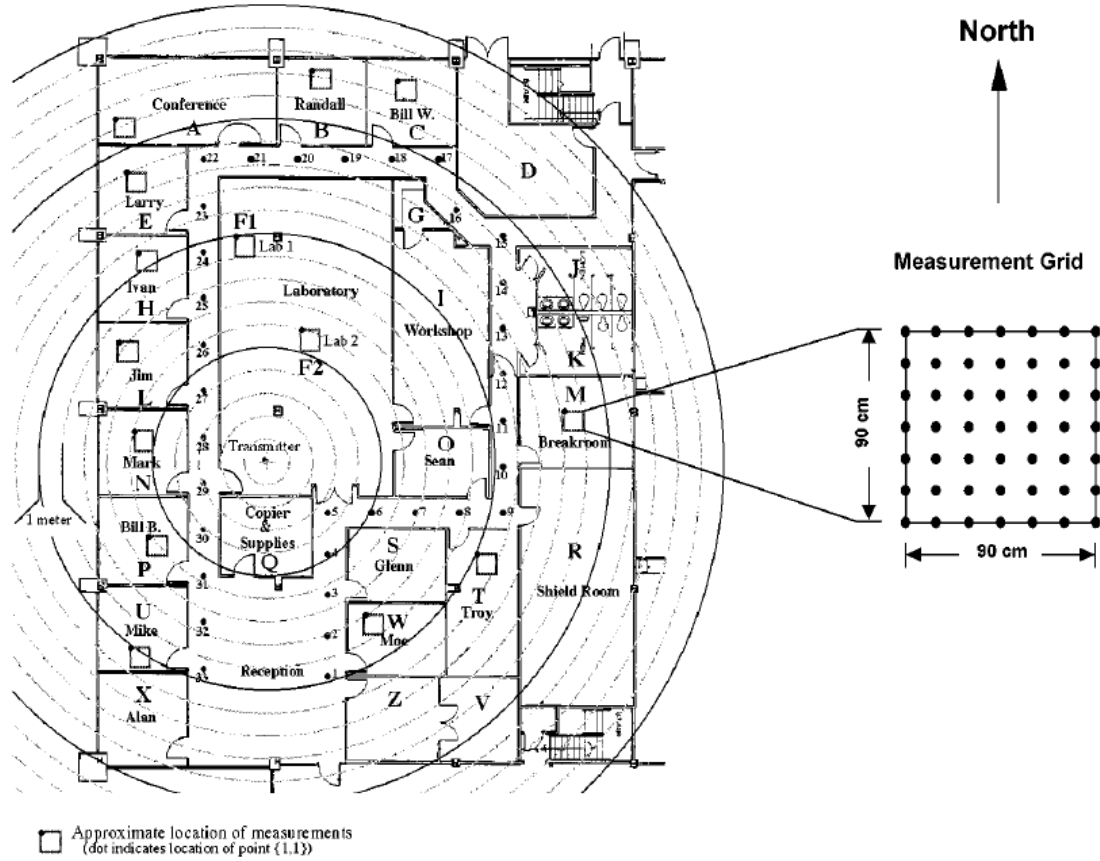 North
Conference
A
Randall
B
Bill W.
C
D
22
21
20
19
18
17
Larry
E
23
F1
Lab 1
G
16
15
Ivan
H
24
25
Laboratory
I
Workshop
14
13
J
K
Jim
L
26
27
Lab 2
F2
12
11
M
Breakroom
Mark
N
28
29
Transmitter
O
Sean
10
1 meter
Bill B.
P
30
31
Copier
&
Supplies
Q
5
6
7
8
9
4
3
2
1
S
Glenn
T
Troy
R
Shield Room
U
Mike
32
33
Reception
W
Moe
X
Alan
Z
V
Measurement Grid
90 cm
90 cm
Approximate location of measurements
(dot indicates location of point {1,1})